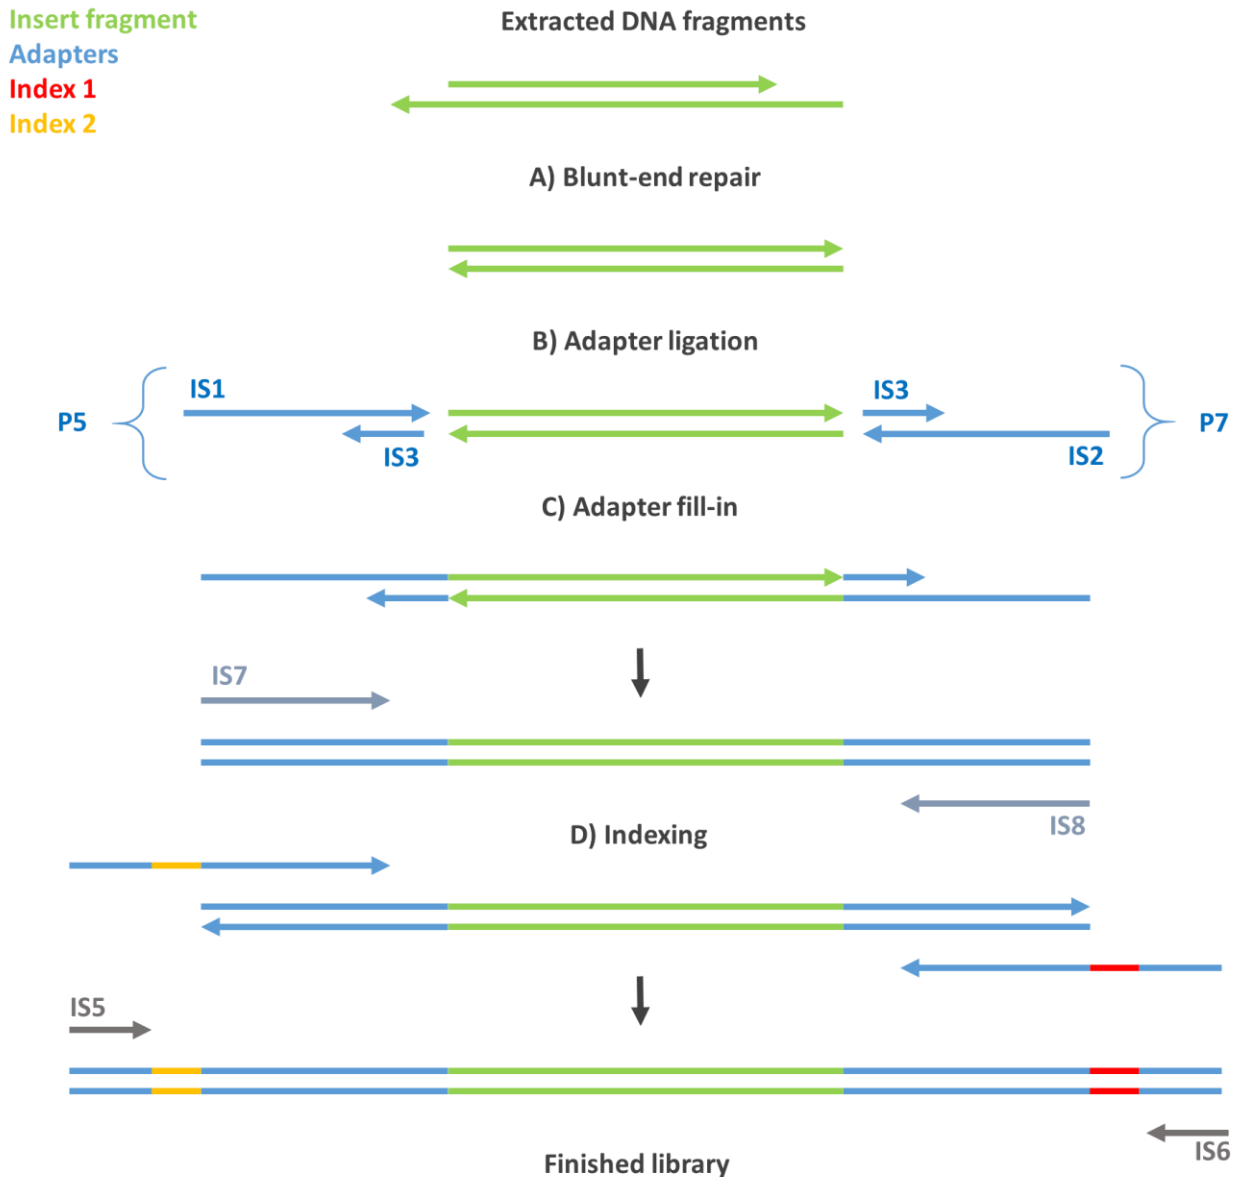 Insert fragment
Adapters
Index 1
Index 2
Extracted DNA fragments
A) Blunt-end repair
B) Adapter ligation
IS1
IS3
P5
P7
IS3
IS2
C) Adapter fill-in
IS7
IS8
D) Indexing
IS5
IS6
Finished library